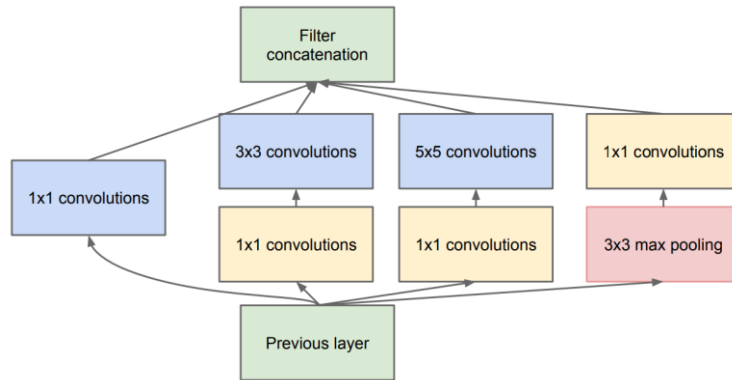 Filter
concatenation
3x3 convolutions
5x5 convolutions
1x1 convolutions
1x1 convolutions
1x1 convolutions
1x1 convolutions
3x3 max pooling
Previous layer